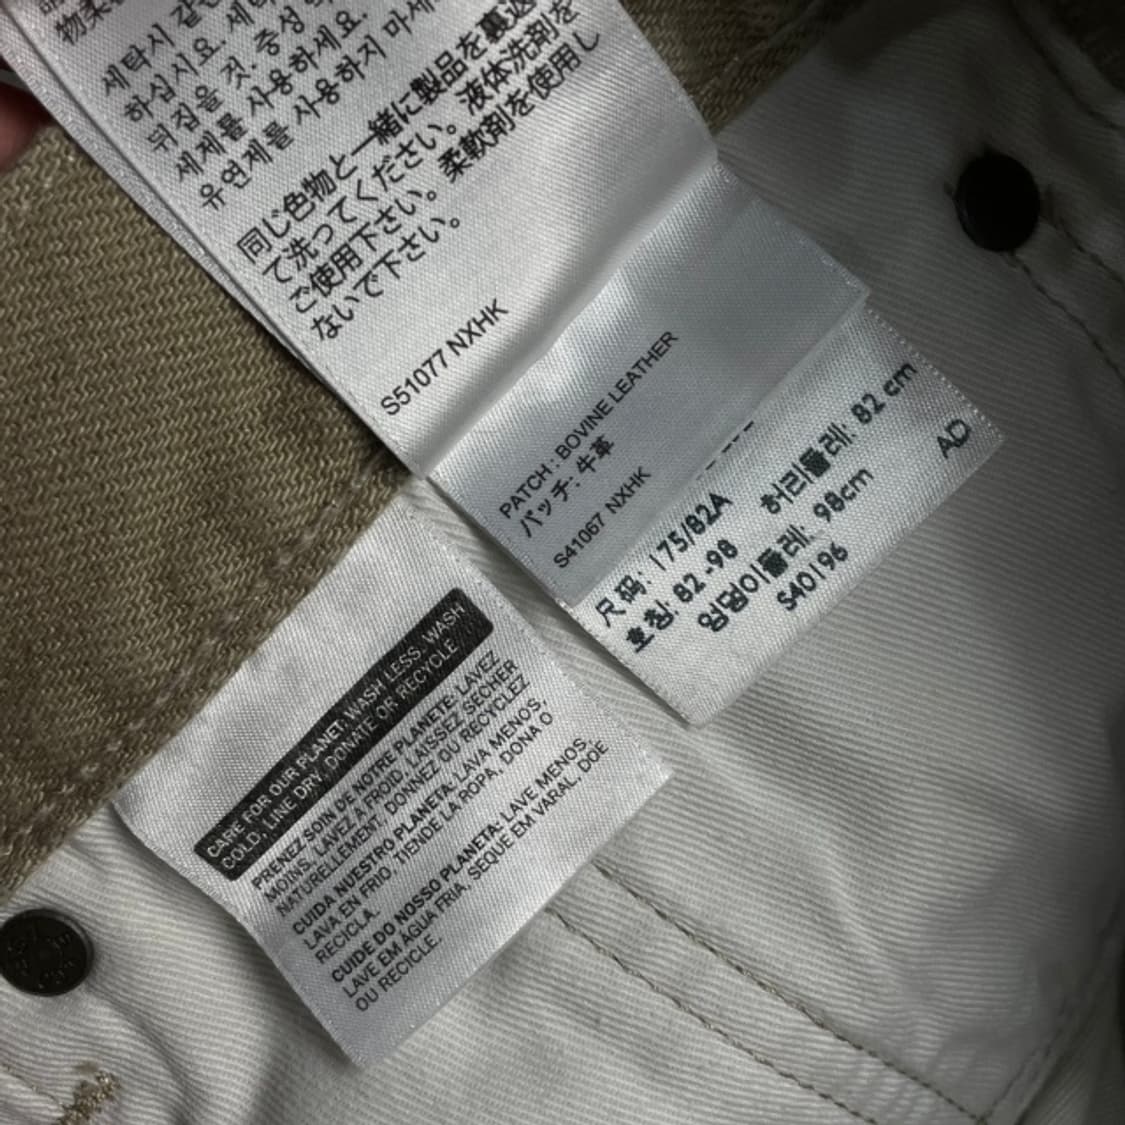 세탁시 같은
하십시요. 세탁
뒤집을 것. 중성
세제를 사용하세요.
유연제를 사용하지 마세
同じ色物と一緒に製品を裏返
て洗ってください。液体洗剤を
ご使用下さい。柔軟剤を使用し
ないで下さい。
S51077 NXHK
PATCH : BOVINE LEATHER
パッチ: 牛革
S41067 NXHK
尺码: 175/82A 허리둘레: 82 cm
호칭: 82-98
엉덩이둘레: 98cm
S40196 AD
CARE FOR OUR PLANET: WASH LESS, WASH
COLD, LINE DRY, DONATE OR RECYCLE
PRENEZ SOIN DE NOTRE PLANETE: LAVEZ
MOINS, LAVEZ A FROID, LAISSEZ SECHER
NATURELLEMENT, DONNEZ OU RECYCLEZ
CUIDA NUESTRO PLANETA: LAVA MENOS,
LAVA EN FRIO, TIENDE LA ROPA, DONA O
RECICLA.
CUIDE DO NOSSO PLANETA: LAVE MENOS,
LAVE EM ÁGUA FRIA, SEQUE EM VARAL, DOE
OU RECICLE.